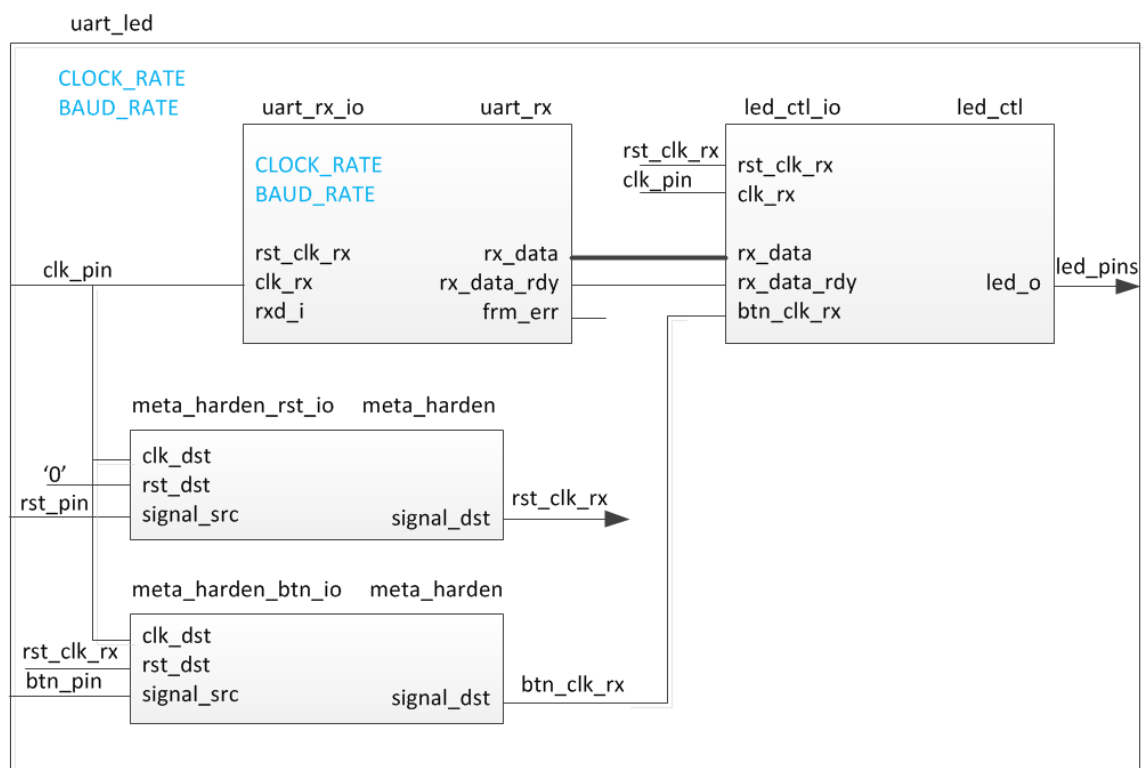 uart_led
CLOCK_RATE
BAUD_RATE
uart_rx_io uart_rx
CLOCK_RATE
BAUD_RATE
rst_clk_rx rx_data
clk_rx rx_data_rdy
rxd_i frm_err
clk_pin
led_ctl_io led_ctl
rst_clk_rx
clk_pin
rst_clk_rx
clk_rx
rx_data
rx_data_rdy led_o
btn_clk_rx
led_pins
meta_harden_rst_io meta_harden
clk_dst
‘0’ rst_dst
rst_pin signal_src signal_dst
rst_clk_rx
meta_harden_btn_io meta_harden
clk_dst
rst_clk_rx rst_dst
btn_pin signal_src signal_dst
btn_clk_rx